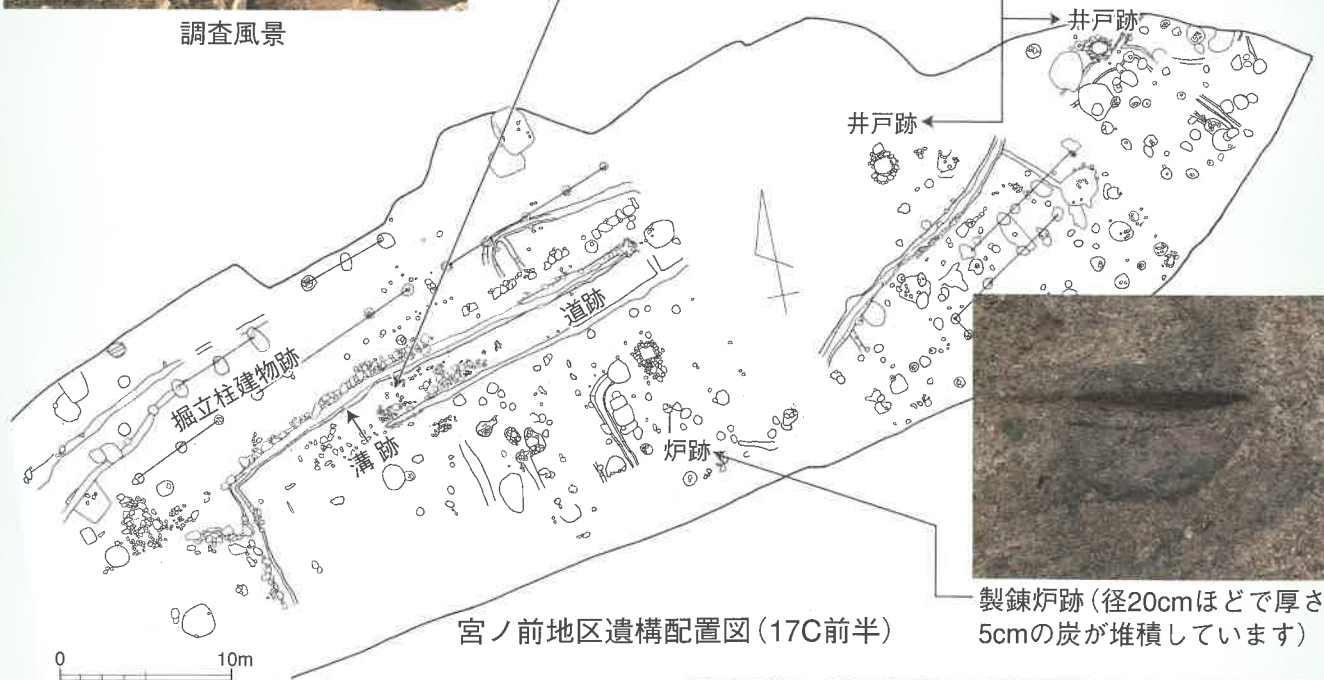 調査風景
井戸跡
井戸跡
道跡
掘立柱建物跡
溝跡
炉跡
宮ノ前地区遺構配置図(17C前半)
製錬炉跡(径20cmほどで厚さ
5cmの炭が堆積しています)
0 10m